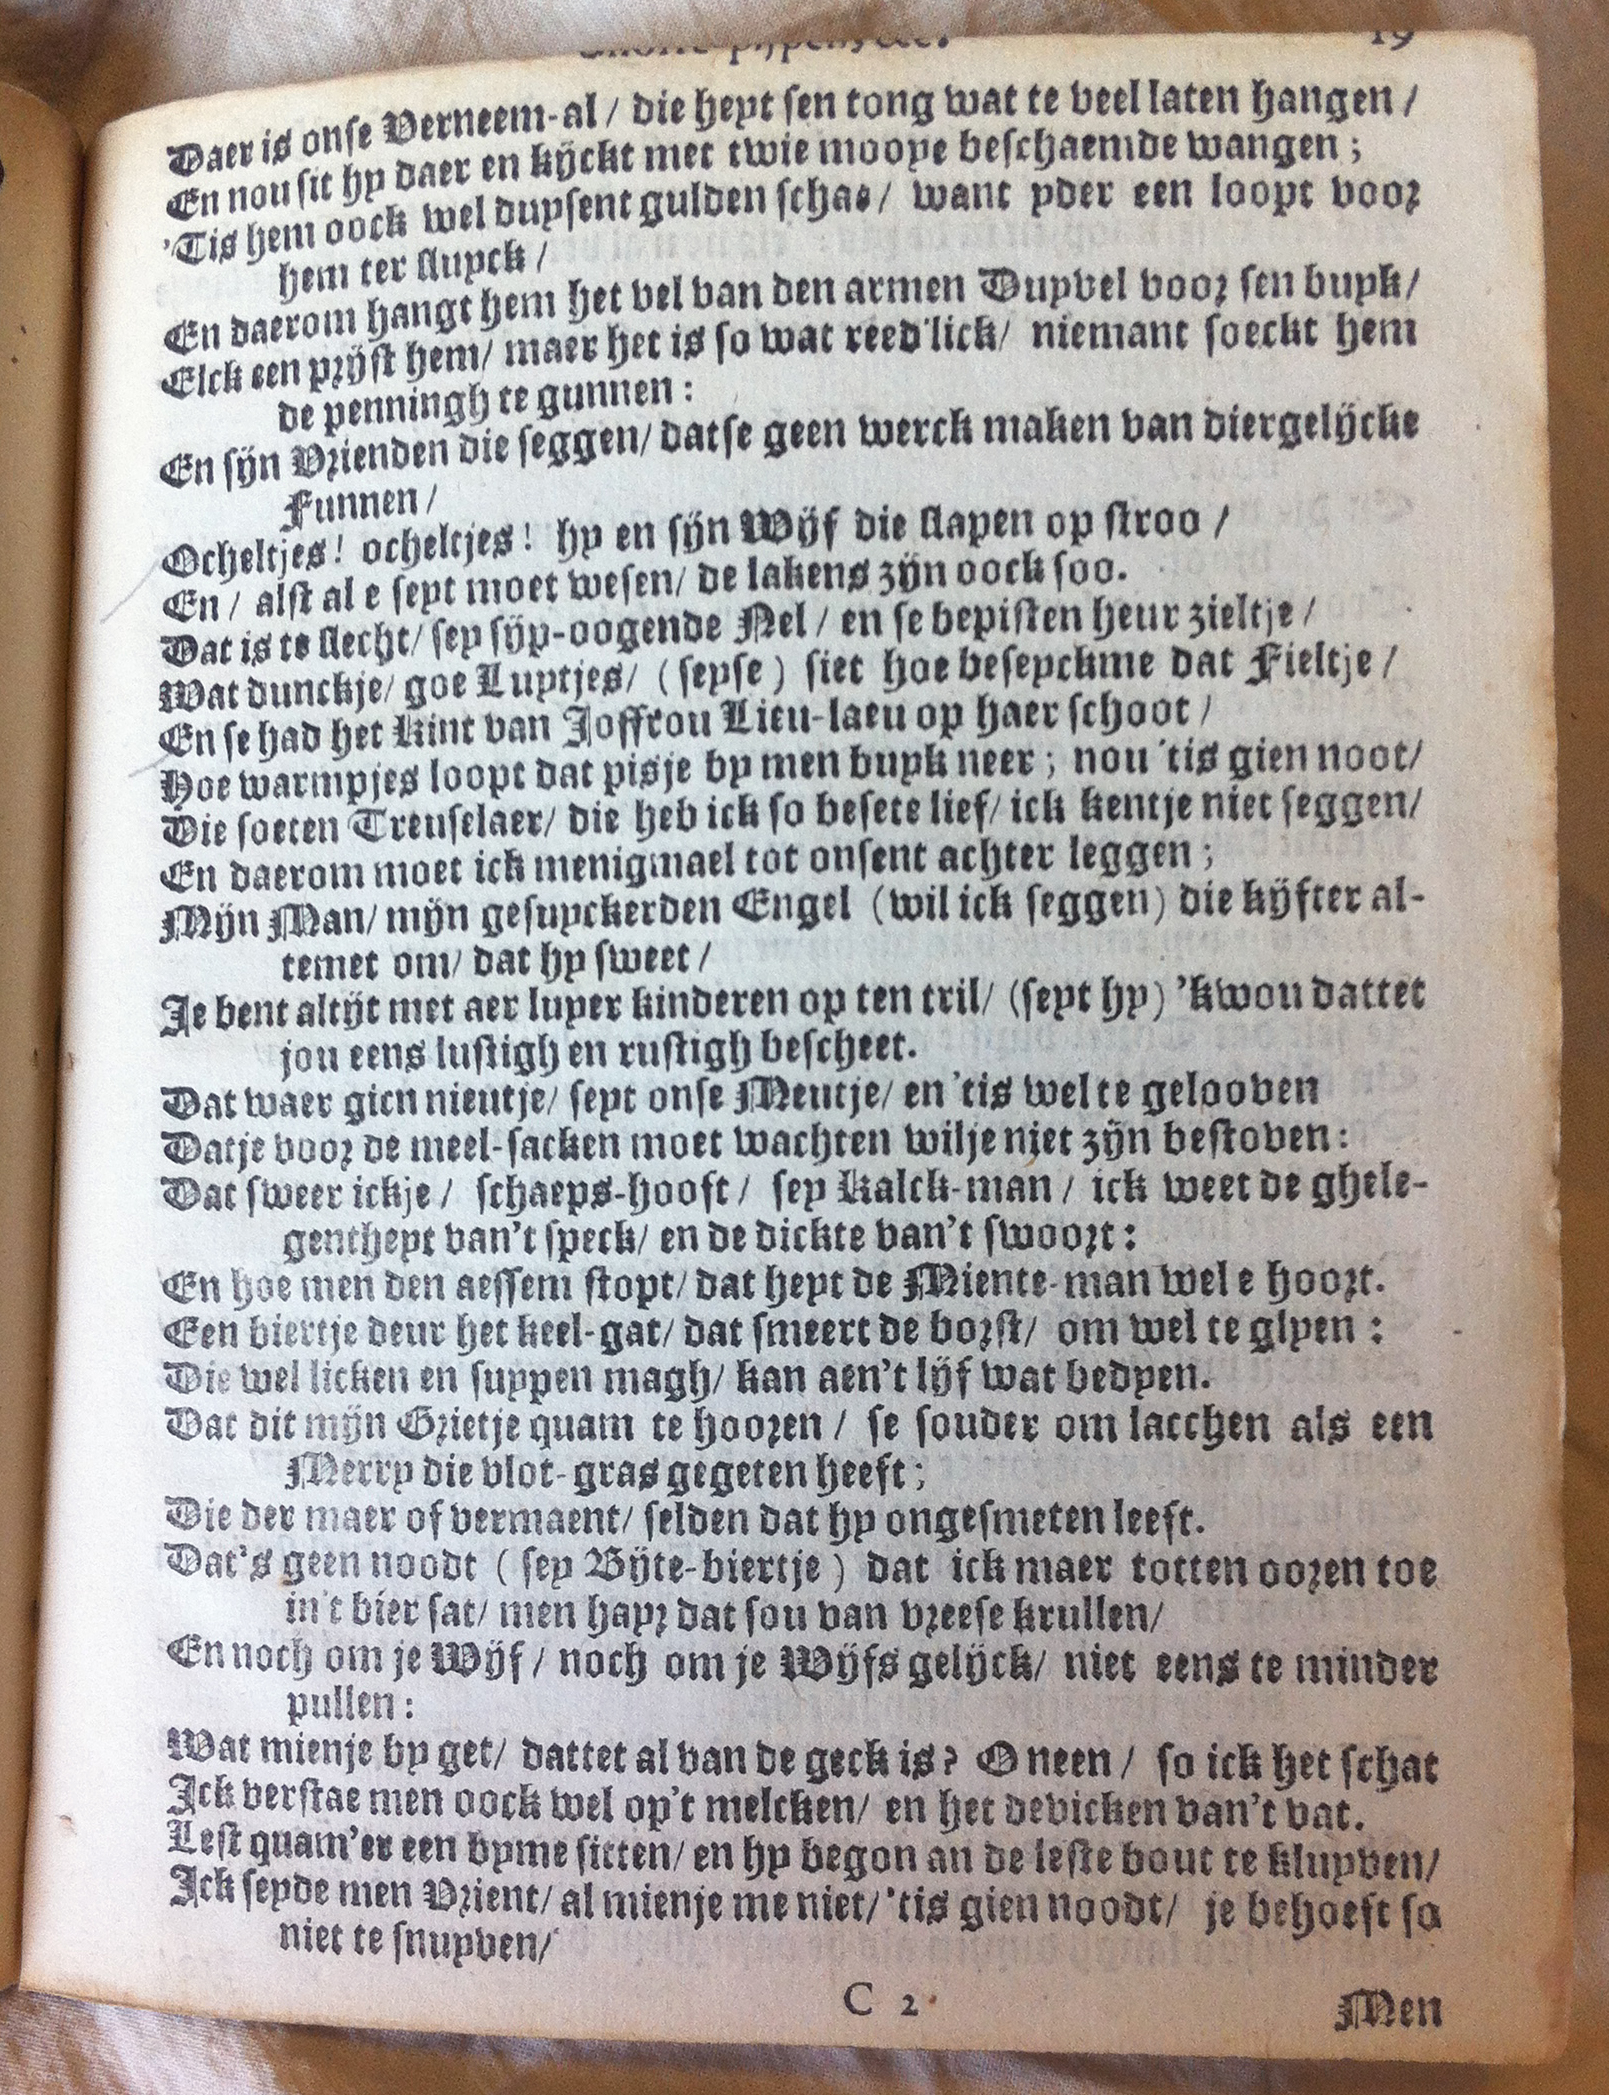 19
Daer is onse Verneem-al / die heyt sen tong wat te veel laten hangen /
En nou sit hy daer en kijckt met twie mooye beschaemde wangen ;
'Tis hem oock wel duysent gulden schae / want yder een loopt voor
hem ter sluyck /
En daerom hangt hem het vel van den armen Duyvel voor sen buyk /
Elck een prijst hem / maer het is so wat reed'lick / niemant soeckt hem
de penningh te gunnen :
En sijn Vrienden die seggen / datse geen werck maken van diergelijcke
Funnen /
Ocheltjes ! ocheltjes ! hy en sijn Wijf die slapen op stroo /
En / alst al e seyt moet wesen / de lakens zijn oock soo.
Dat is te slecht / sey sijp-oogende Nel / en se bepisten heur zieltje /
Wat dunckje / goe Luytjes / ( seyse ) siet hoe beseyckme dat Fieltje /
En se had het kint van Joffrou Lieu-laeu op haer schoot /
Hoe warmpjes loopt dat pisje by men buyk neer ; nou 'tis gien noot /
Die soeten Treuselaer / die heb ick so besete lief / ick kentje niet seggen /
En daerom moet ick menigmael tot onsent achter leggen ;
Mijn Man / mijn gesuyckerden Engel ( wil ick seggen ) die kijfter al-
temet om / dat hy sweet /
Je bent altijt met aer luyer kinderen op ten tril / (seyt hy) 'kwou dattet
jou eens lustigh en rustigh bescheet.
Dat waer gien nieutje / seyt onse Meutje / en 'tis wel te gelooven
Datje voor de meel-sacken moet wachten wilje niet zijn bestoven :
Dat sweer ickje / schaeps-hooft / sey Kalck-man / ick weet de ghele-
gentheyt van't speck / en de dickte van't swoort :
En hoe men den aessem stopt / dat heyt de Miente-man wel e hoort.
Een biertje deur het keel-gat / dat smeert de borst / om wel te glyen :
Die wel licken en suypen magh / kan aen't lijf wat bedyen.
Dat dit mijn Grietje quam te hooren / se souder om lacchen als een
Merry die vlot-gras gegeten heeft ;
Die der maer of vermaent / selden dat hy ongesmeten leeft.
Dat's geen noodt ( sey Bijte-biertje ) dat ick maer totten ooren toe
in't bier sat / men hayr dat sou van vreese krullen /
En noch om je Wijf / noch om je Wijfs gelijck / niet eens te minder
pullen :
Wat mienje by get / dattet al van de geck is ? O neen / so ick het schat
Ick verstae men oock wel op't melcken / en het bevicken van't vat.
Lest quam'er een byme sitten / en hy begon an de leste bout te kluyven /
Ick seyde men Vrient / al mienje me niet / 'tis gien noodt / je behoeft so
niet te snuyven /
C 2
Men